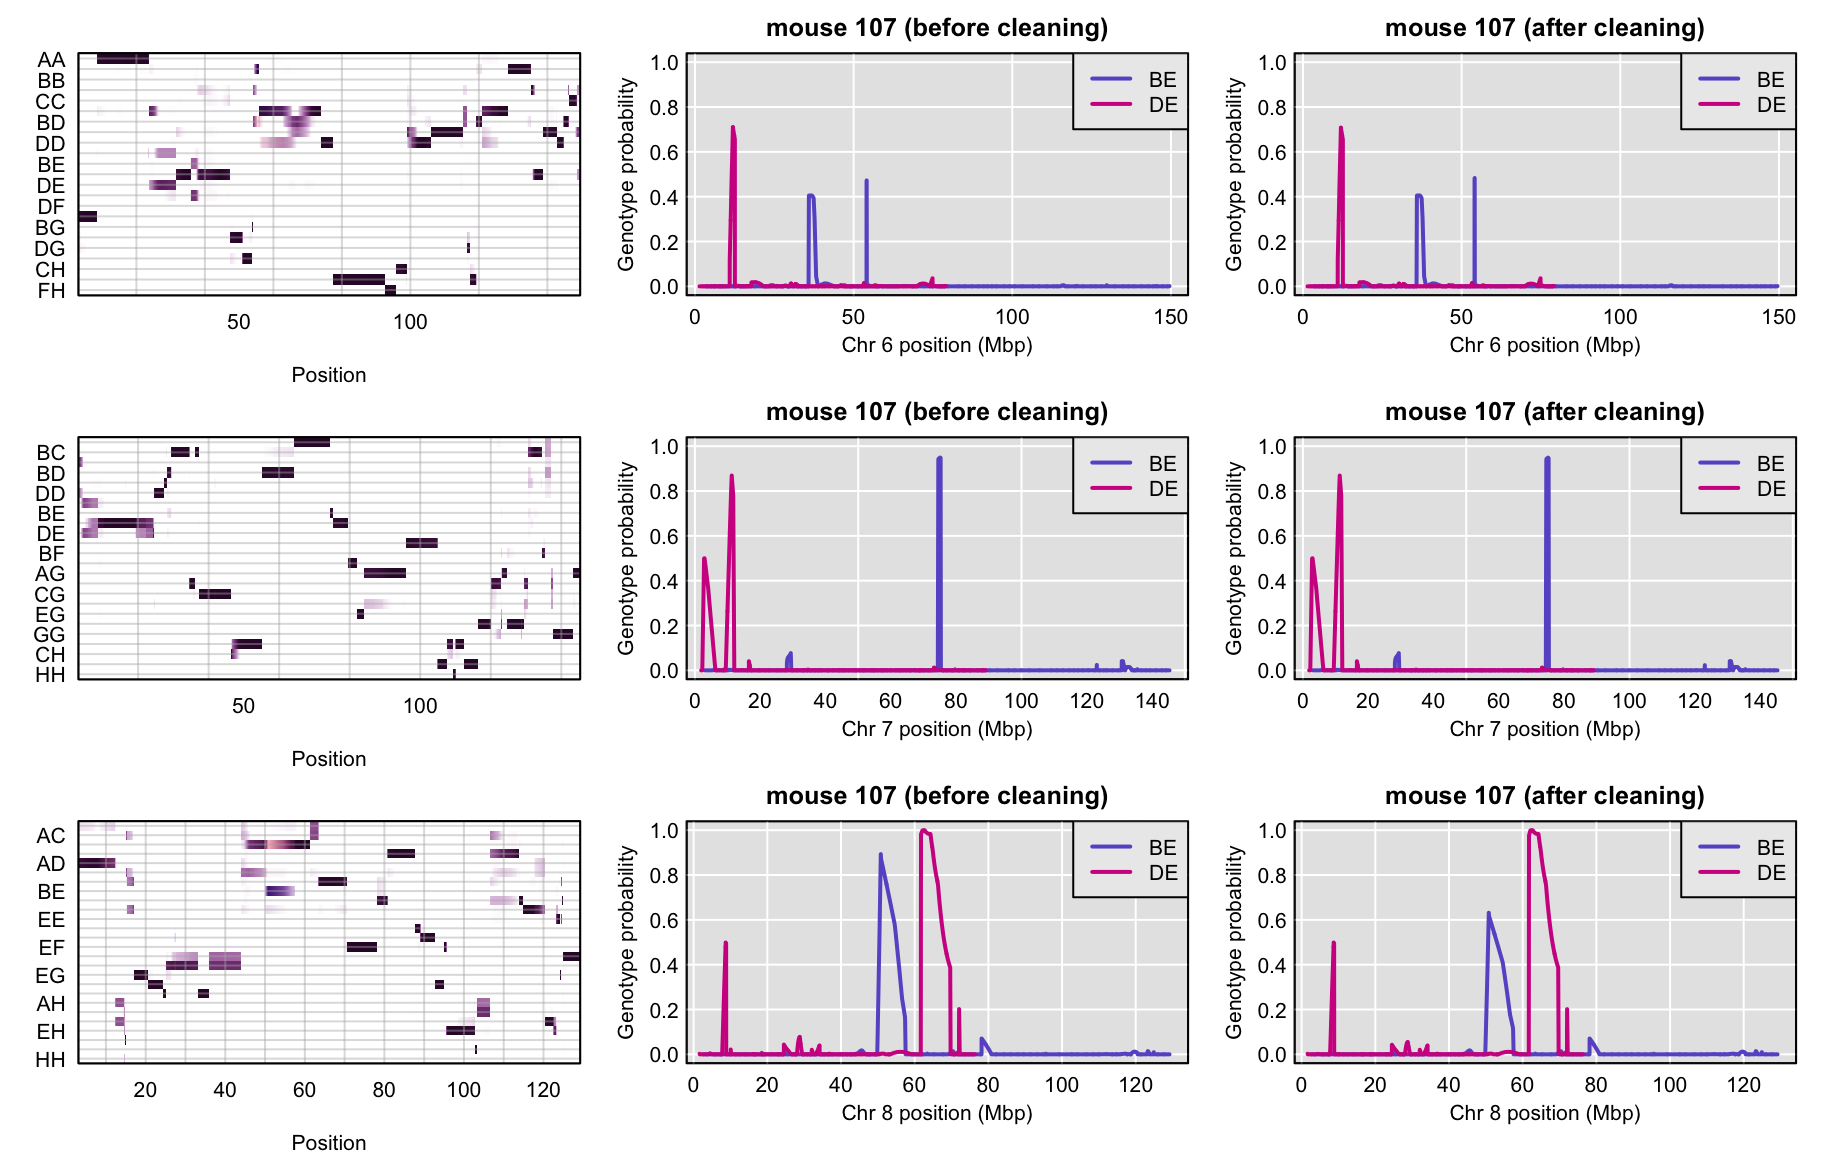 AA
BB
CC
BD
DD
BE
DE
DF
BG
DG
CH
FH
50 100
Position
mouse 107 (before cleaning)
Genotype probability
1.0
0.8
0.6
0.4
0.2
0.0
BE
DE
0 50 100 150
Chr 6 position (Mbp)
mouse 107 (after cleaning)
Genotype probability
1.0
0.8
0.6
0.4
0.2
0.0
BE
DE
0 50 100 150
Chr 6 position (Mbp)
BC
BD
DD
BE
DE
BF
AG
CG
EG
GG
CH
HH
50 100
Position
mouse 107 (before cleaning)
Genotype probability
1.0
0.8
0.6
0.4
0.2
0.0
BE
DE
0 20 40 60 80 100 120 140
Chr 7 position (Mbp)
mouse 107 (after cleaning)
Genotype probability
1.0
0.8
0.6
0.4
0.2
0.0
BE
DE
0 20 40 60 80 100 120 140
Chr 7 position (Mbp)
AC
AD
BE
EE
EF
EG
AH
EH
HH
20 40 60 80 100 120
Position
mouse 107 (before cleaning)
Genotype probability
1.0
0.8
0.6
0.4
0.2
0.0
BE
DE
0 20 40 60 80 100 120
Chr 8 position (Mbp)
mouse 107 (after cleaning)
Genotype probability
1.0
0.8
0.6
0.4
0.2
0.0
BE
DE
0 20 40 60 80 100 120
Chr 8 position (Mbp)